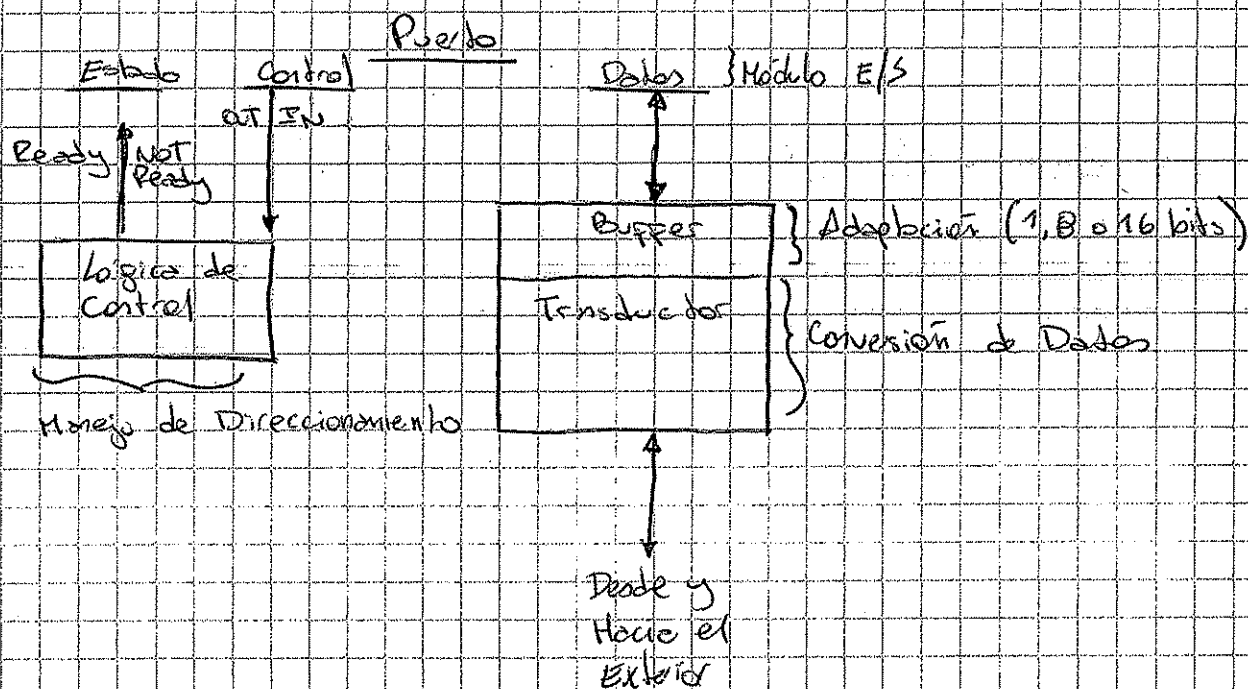 Puerto
Estado Control Datos } Módulo E/S
OUT IN
Ready NOT
Ready
Buffer } Adaptación (1, 8 o 16 bits)
Lógica de
Control
Transductor
Conversión de Datos
Manejo de Direccionamiento
Desde y
Hacia el
Exterior